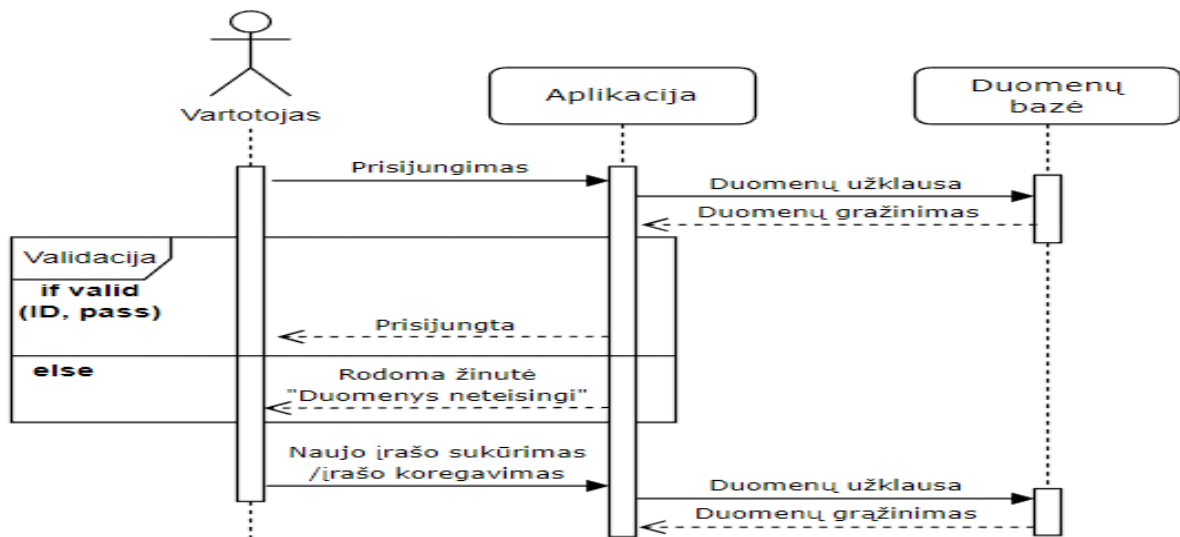 Vartotojas
Aplikacija
Duomenų
bazė
Prisijungimas
Duomenų užklausa
Duomenų gražinimas
Validacija
if valid
(ID, pass)
Prisijungta
else
Rodoma žinutė
"Duomenys neteisingi"
Naujo įrašo sukūrimas
/įrašo koregavimas
Duomenų užklausa
Duomenų grąžinimas